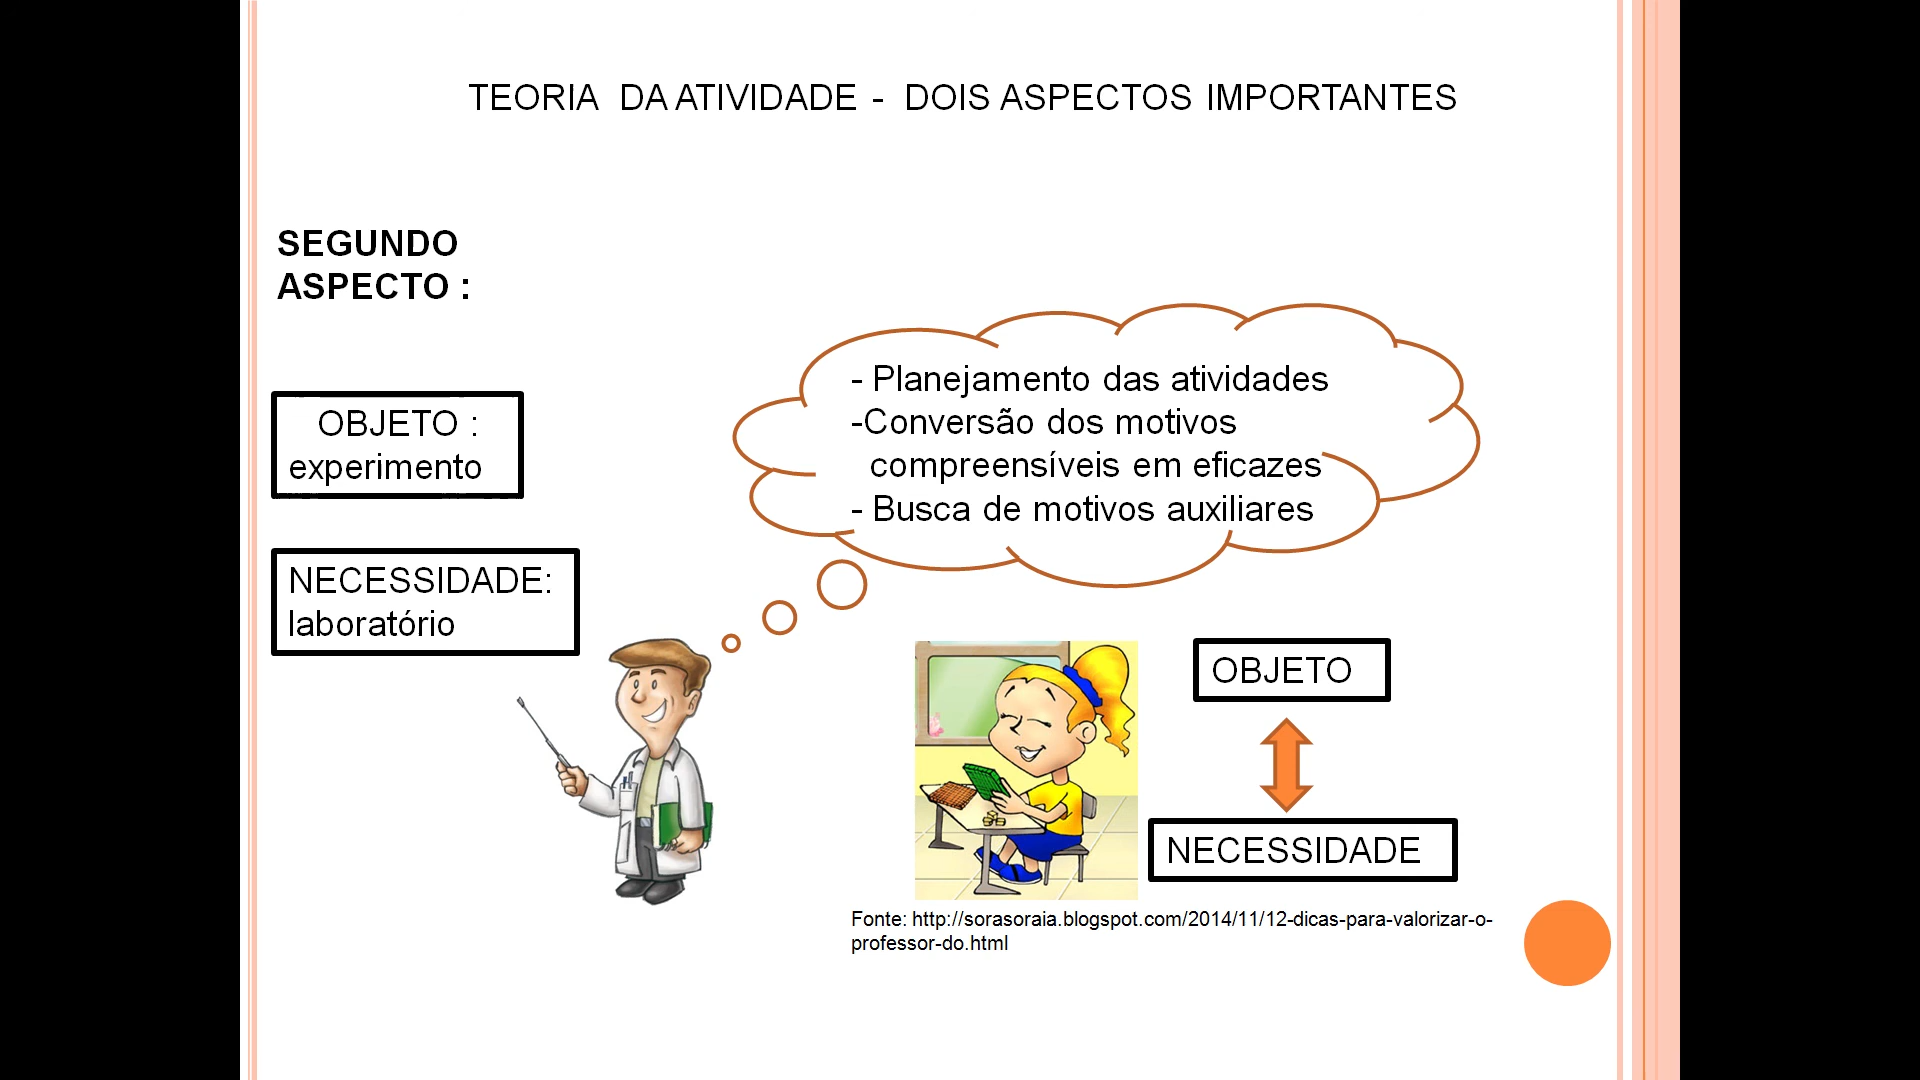 TEORIA DA ATIVIDADE - DOIS ASPECTOS IMPORTANTES
SEGUNDO
ASPECTO :
OBJETO :
experimento
NECESSIDADE:
laboratório
- Planejamento das atividades
-Conversão dos motivos
compreensíveis em eficazes
- Busca de motivos auxiliares
OBJETO
NECESSIDADE
Fonte: http://sorasoraia.blogspot.com/2014/11/12-dicas-para-valorizar-o-
professor-do.html